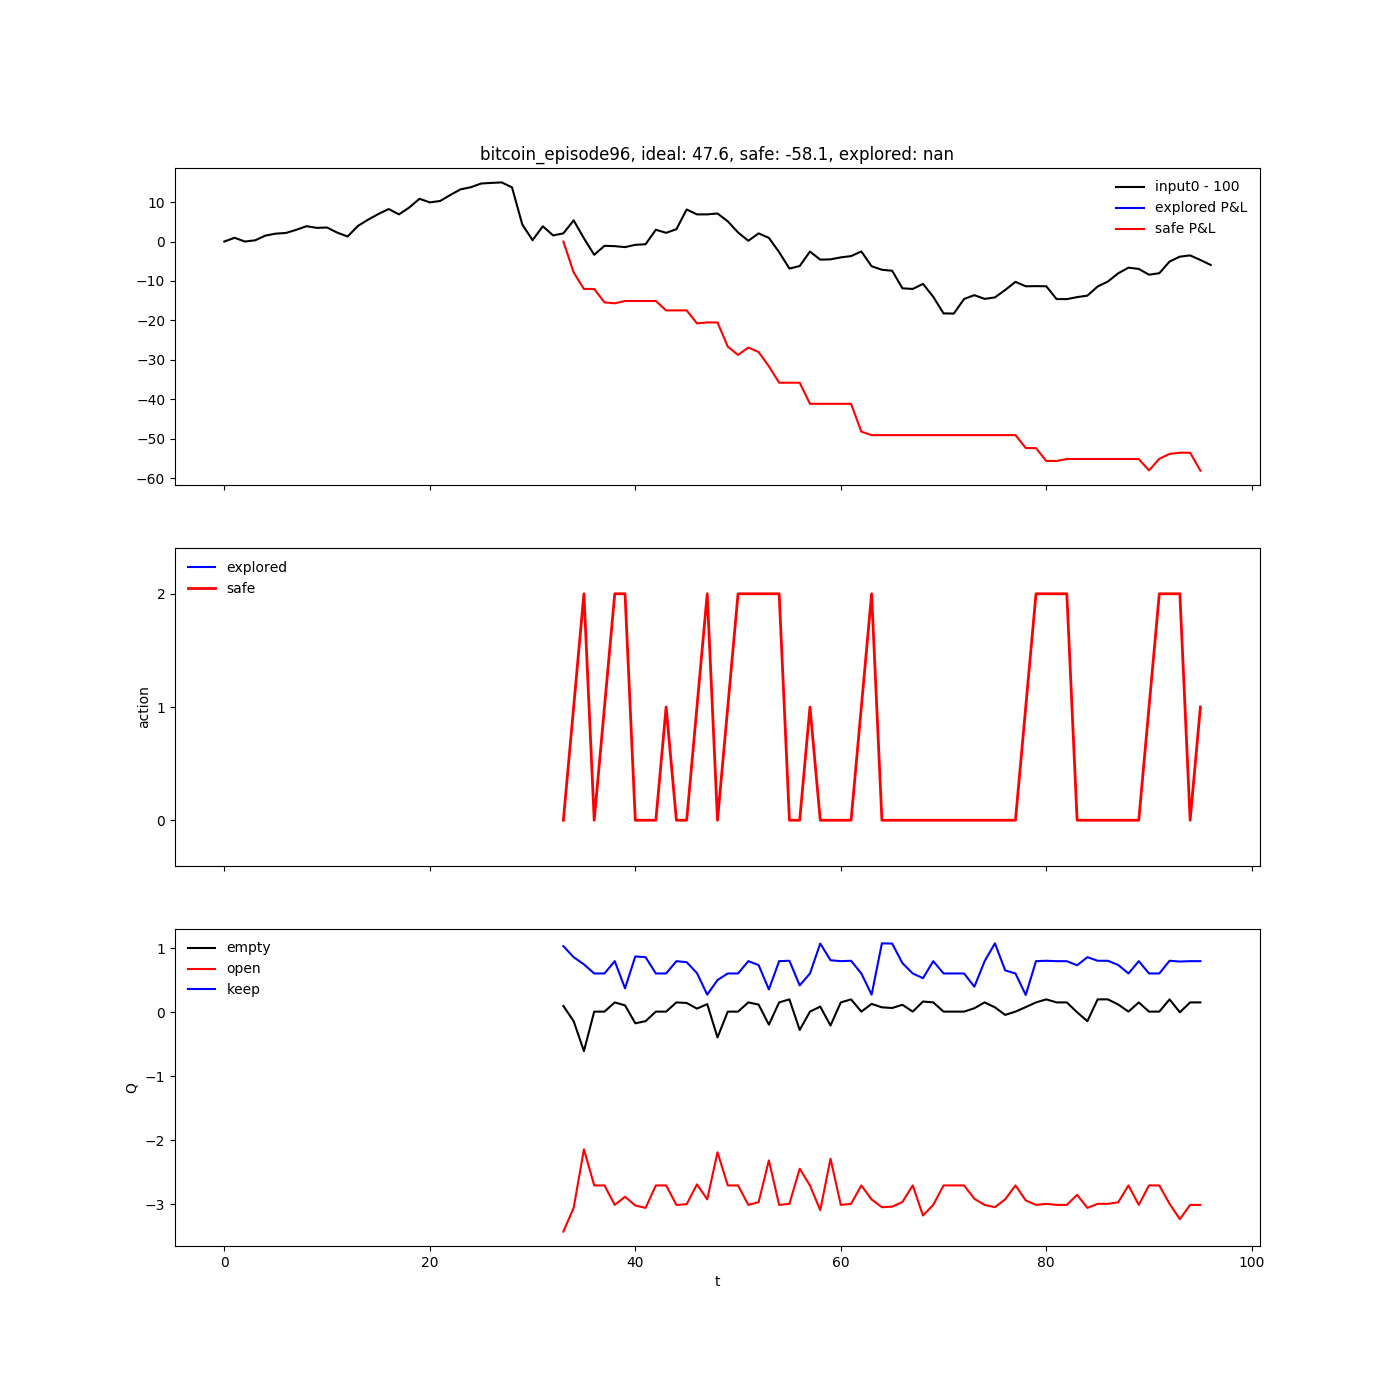 bitcoin_episode96, ideal: 47.6, safe: -58.1, explored: nan
input0 - 100
explored P&L
safe P&L
10
0
−10
−20
−30
−40
−50
−60
explored
safe
2
1
0
action
empty
open
keep
1
0
−1
−2
−3
Q
0
20
40
60
80
100
t